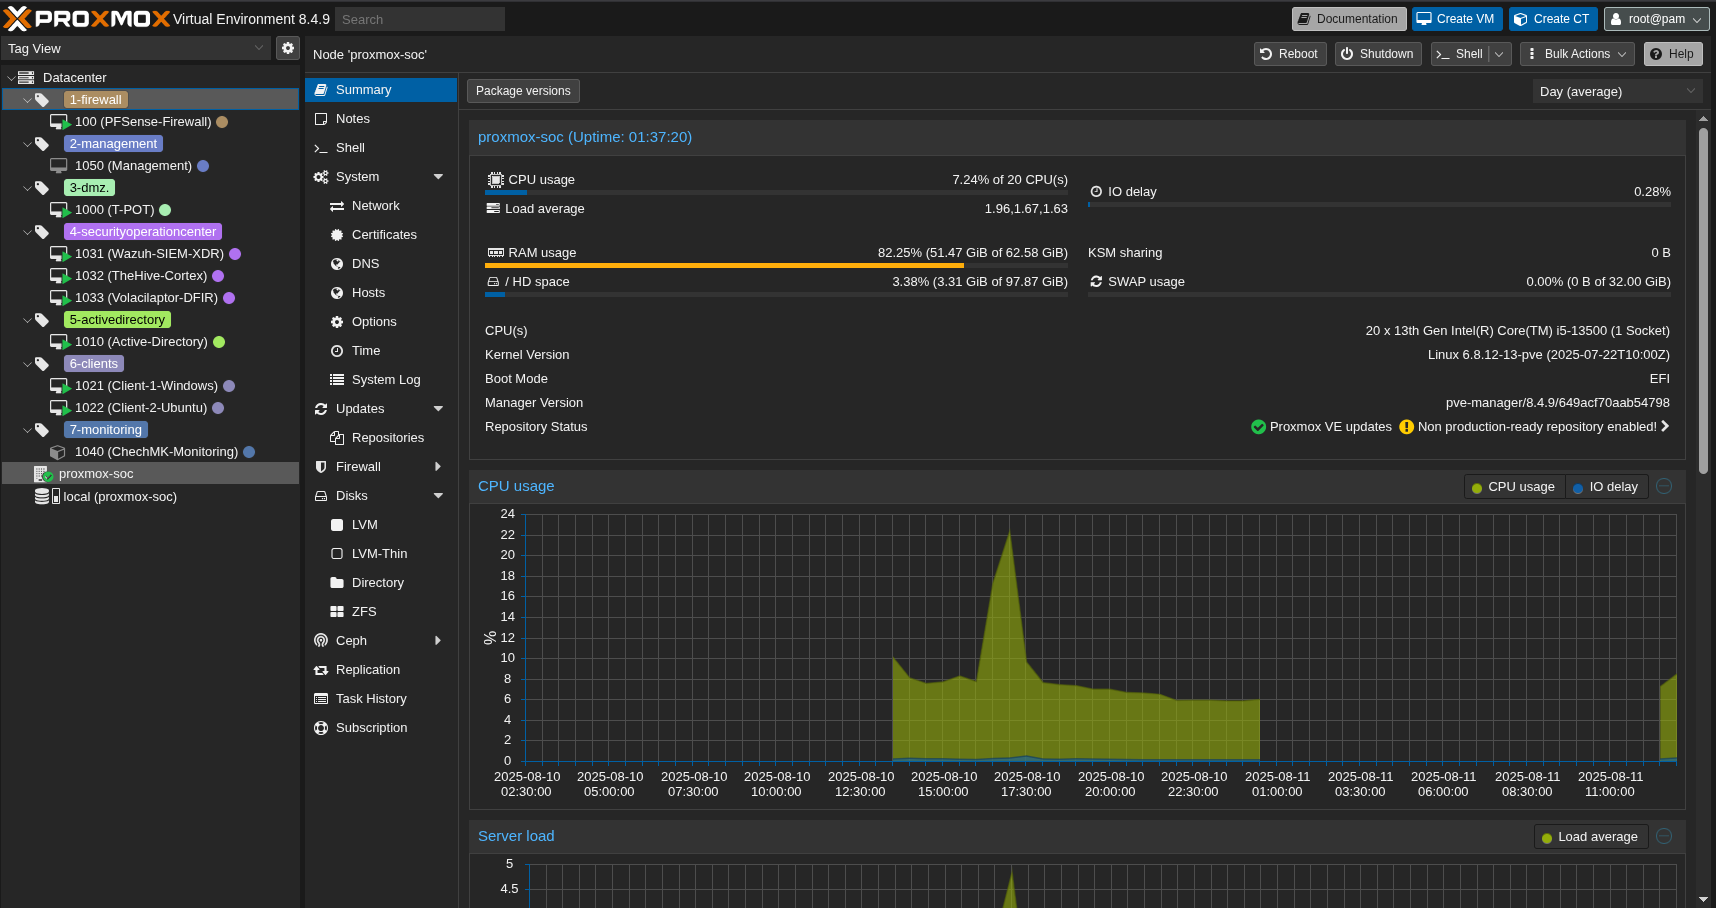 PROXMOX Virtual Environment 8.4.9 Search Documentation Create VM Create CT root@pam
Tag View
Node 'proxmox-soc' Reboot Shutdown Shell Bulk Actions Help
Datacenter
1-firewall
100 (PFSense-Firewall)
2-management
1050 (Management)
3-dmz.
1000 (T-POT)
4-securityoperationcenter
1031 (Wazuh-SIEM-XDR)
1032 (TheHive-Cortex)
1033 (Volacilaptor-DFIR)
5-activedirectory
1010 (Active-Directory)
6-clients
1021 (Client-1-Windows)
1022 (Client-2-Ubuntu)
7-monitoring
1040 (ChechMK-Monitoring)
proxmox-soc
local (proxmox-soc)
Summary
Notes
Shell
System
Network
Certificates
DNS
Hosts
Options
Time
System Log
Updates
Repositories
Firewall
Disks
LVM
LVM-Thin
Directory
ZFS
Ceph
Replication
Task History
Subscription
Package versions Day (average)
proxmox-soc (Uptime: 01:37:20)
CPU usage 7.24% of 20 CPU(s)
IO delay 0.28%
Load average 1.96,1.67,1.63
RAM usage 82.25% (51.47 GiB of 62.58 GiB)
KSM sharing 0 B
/ HD space 3.38% (3.31 GiB of 97.87 GiB)
SWAP usage 0.00% (0 B of 32.00 GiB)
CPU(s) 20 x 13th Gen Intel(R) Core(TM) i5-13500 (1 Socket)
Kernel Version Linux 6.8.12-13-pve (2025-07-22T10:00Z)
Boot Mode EFI
Manager Version pve-manager/8.4.9/649acf70aab54798
Repository Status Proxmox VE updates Non production-ready repository enabled!
CPU usage CPU usage IO delay
24
22
20
18
16
14
% 12
10
8
6
4
2
0
2025-08-10 2025-08-10 2025-08-10 2025-08-10 2025-08-10 2025-08-10 2025-08-10 2025-08-10 2025-08-10 2025-08-11 2025-08-11 2025-08-11 2025-08-11 2025-08-11
02:30:00 05:00:00 07:30:00 10:00:00 12:30:00 15:00:00 17:30:00 20:00:00 22:30:00 01:00:00 03:30:00 06:00:00 08:30:00 11:00:00
Server load Load average
5
4.5